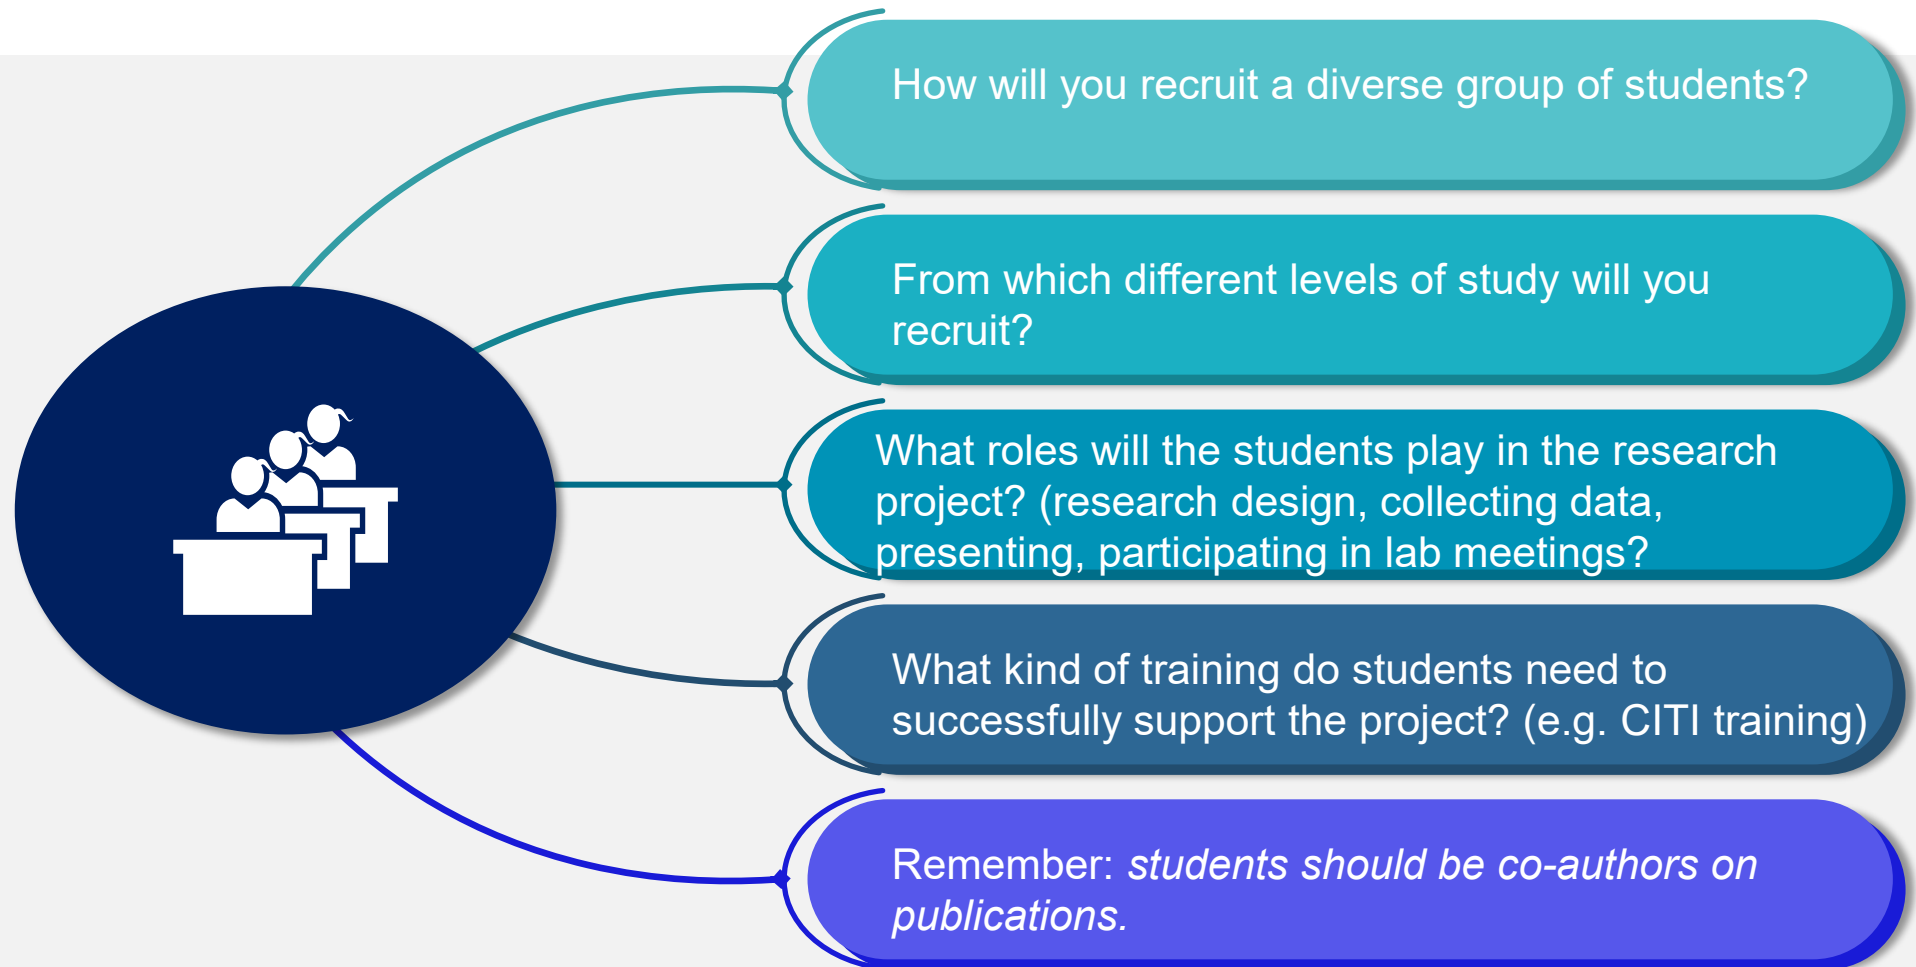 How will you recruit a diverse group of students?
From which different levels of study will you
recruit?
What roles will the students play in the research
project? (research design, collecting data,
presenting, participating in lab meetings?
What kind of training do students need to
successfully support the project? (e.g. CITI training)
Remember: students should be co-authors on
publications.